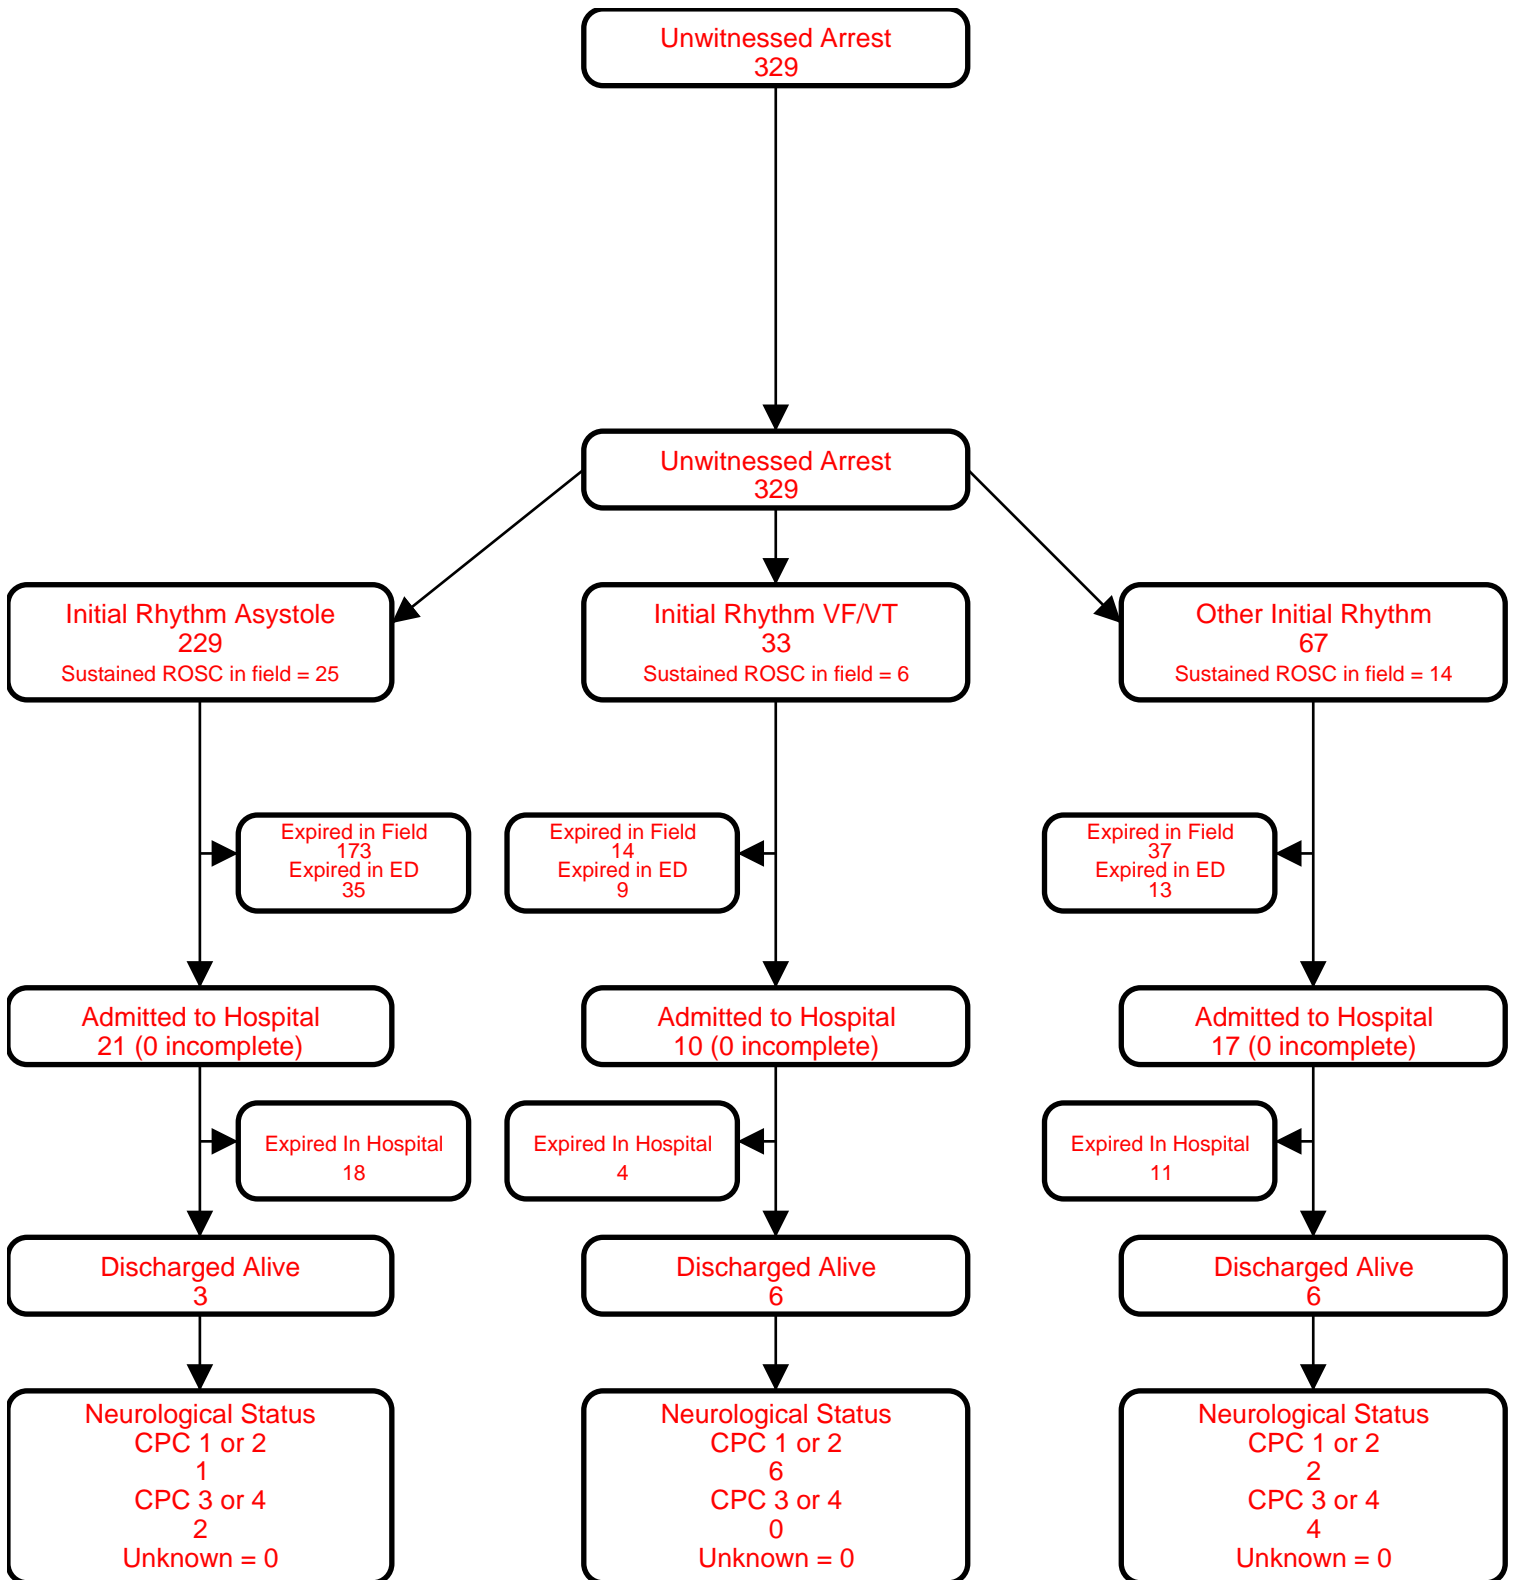 Unwitnessed Arrest
329
Unwitnessed Arrest
329
Initial Rhythm Asystole
229
Sustained ROSC in field = 25
Initial Rhythm VF/VT
33
Sustained ROSC in field = 6
Other Initial Rhythm
67
Sustained ROSC in field = 14
Expired in Field
173
Expired in ED
35
Expired in Field
14
Expired in ED
9
Expired in Field
37
Expired in ED
13
Admitted to Hospital
21 (0 incomplete)
Admitted to Hospital
10 (0 incomplete)
Admitted to Hospital
17 (0 incomplete)
Expired In Hospital
18
Expired In Hospital
4
Expired In Hospital
11
Discharged Alive
3
Discharged Alive
6
Discharged Alive
6
Neurological Status
CPC 1 or 2
1
CPC 3 or 4
2
Unknown = 0
Neurological Status
CPC 1 or 2
6
CPC 3 or 4
0
Unknown = 0
Neurological Status
CPC 1 or 2
2
CPC 3 or 4
4
Unknown = 0